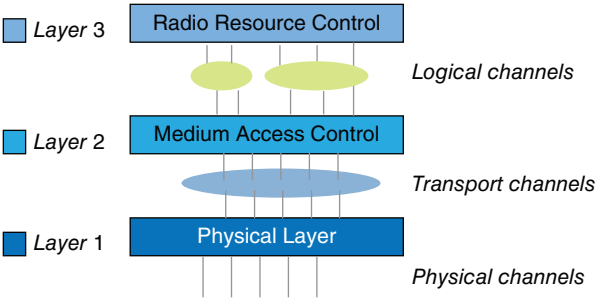 Layer 3
Radio Resource Control
Logical channels
Layer 2
Medium Access Control
Transport channels
Layer 1
Physical Layer
Physical channels